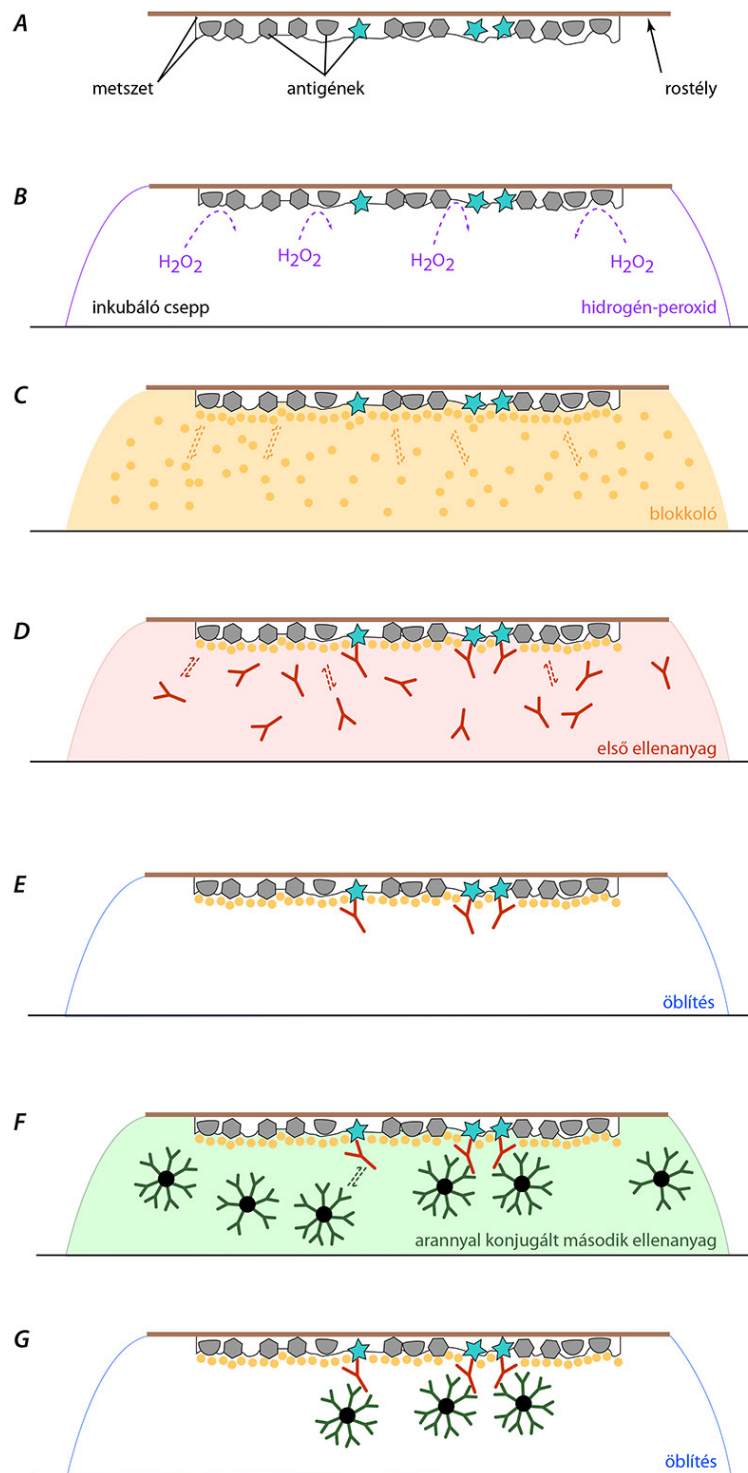 A
metszet
antigének
rostély
B
H₂O₂
H₂O₂
H₂O₂
H₂O₂
inkubáló csepp
hidrogén-peroxid
C
blokkoló
D
első ellenanyag
E
öblítés
F
arannyal konjugált második ellenanyag
G
öblítés